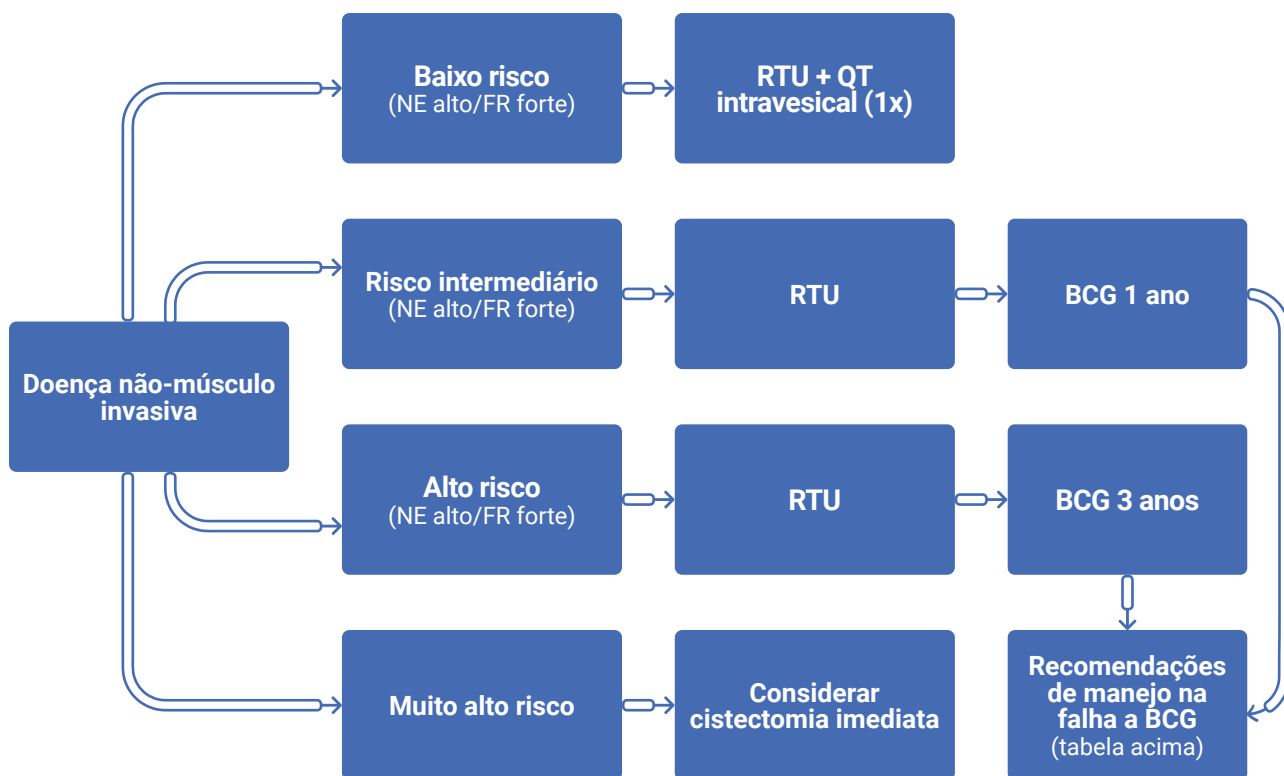 Baixo risco
(NE alto/FR forte)
RTU + QT
intravesical (1x)
Risco intermediário
(NE alto/FR forte)
RTU
BCG 1 ano
Doença não-músculo
invasiva
Alto risco
(NE alto/FR forte)
RTU
BCG 3 anos
Muito alto risco
Considerar
cistectomia imediata
Recomendações
de manejo na
falha a BCG
(tabela acima)